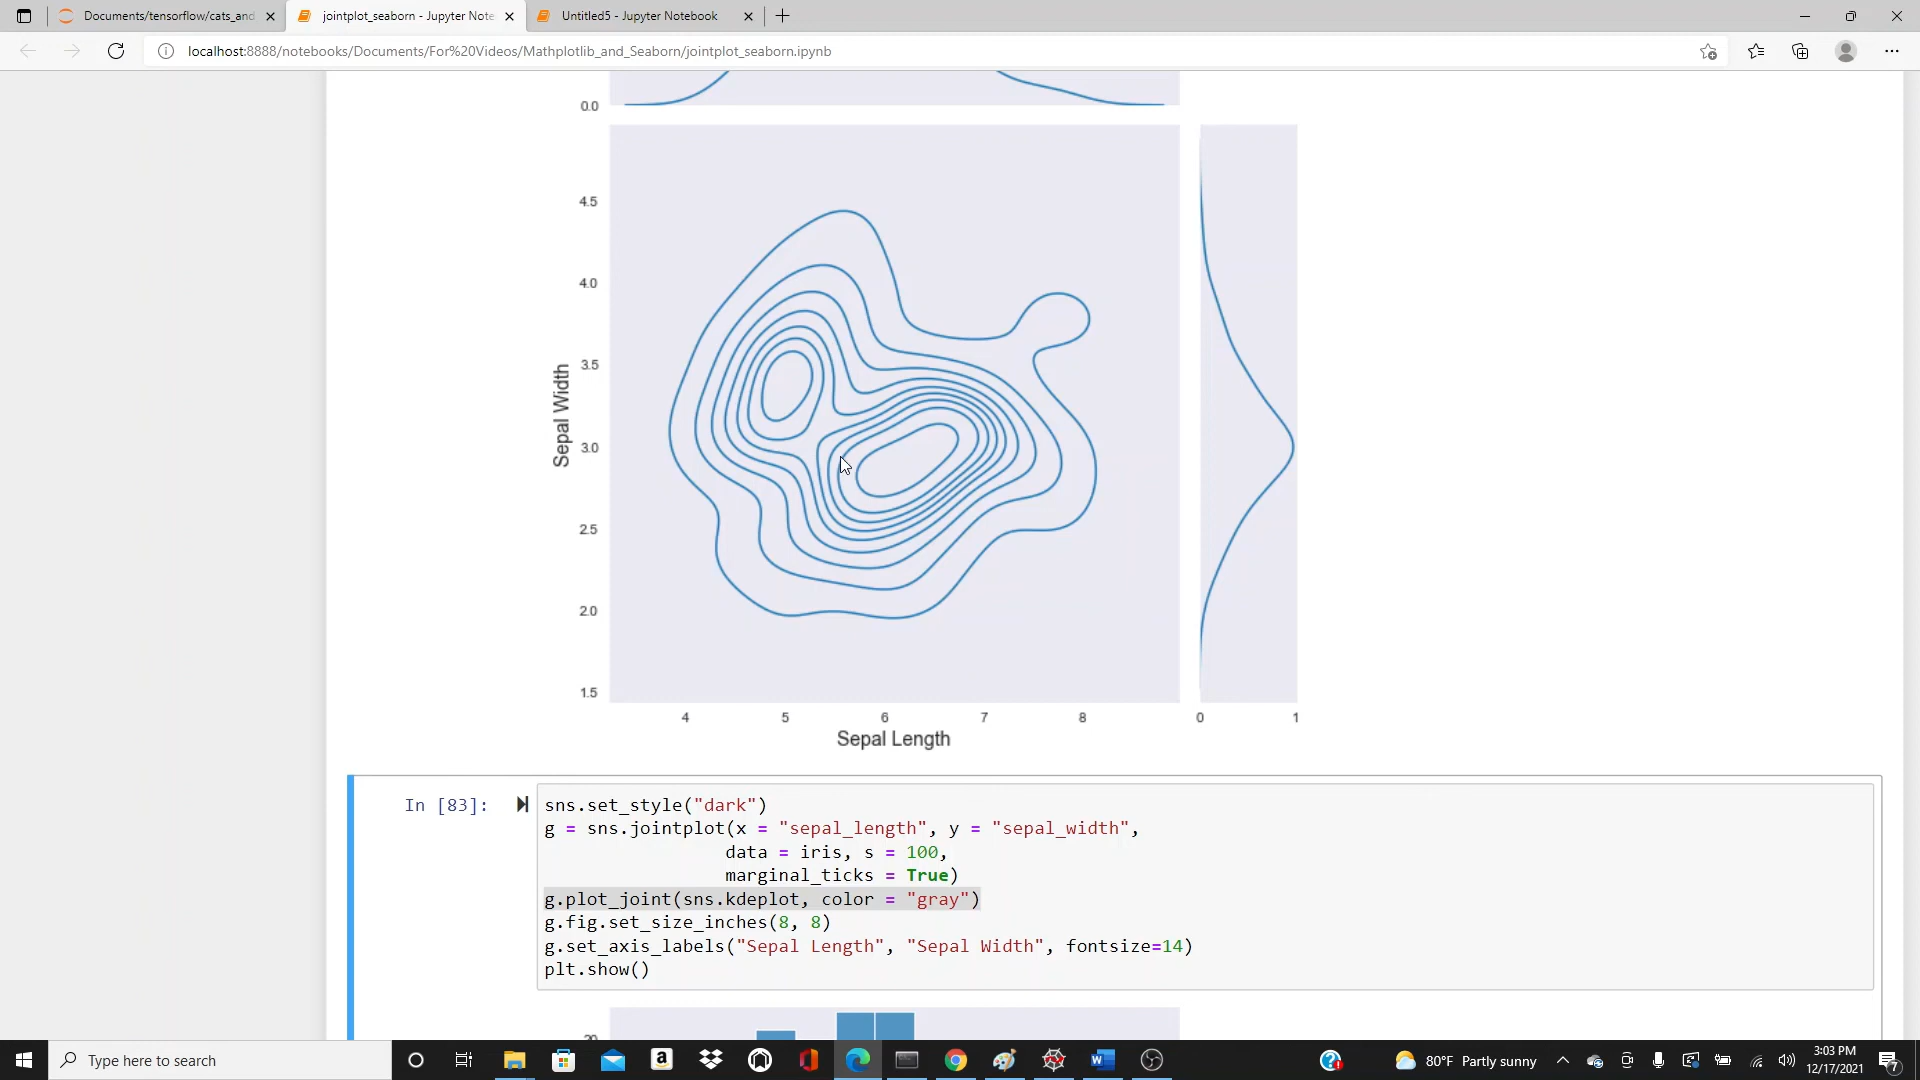 Documents/tensorflow/cats_and
jointplot_seaborn - Jupyter Note
Untitled5 - Jupyter Notebook
localhost:8888/notebooks/Documents/For%20Videos/Mathplotlib_and_Seaborn/jointplot_seaborn.ipynb
0.0
4.5
4.0
3.5
3.0
2.5
2.0
1.5
Sepal Width
4 5 6 7 8
0 1
Sepal Length
In [83]:
sns.set_style("dark")
g = sns.jointplot(x = "sepal_length", y = "sepal_width",
data = iris, s = 100,
marginal_ticks = True)
g.plot_joint(sns.kdeplot, color = "gray")
g.fig.set_size_inches(8, 8)
g.set_axis_labels("Sepal Length", "Sepal Width", fontsize=14)
plt.show()
20
Type here to search
80°F Partly sunny
3:03 PM
12/17/2021
7